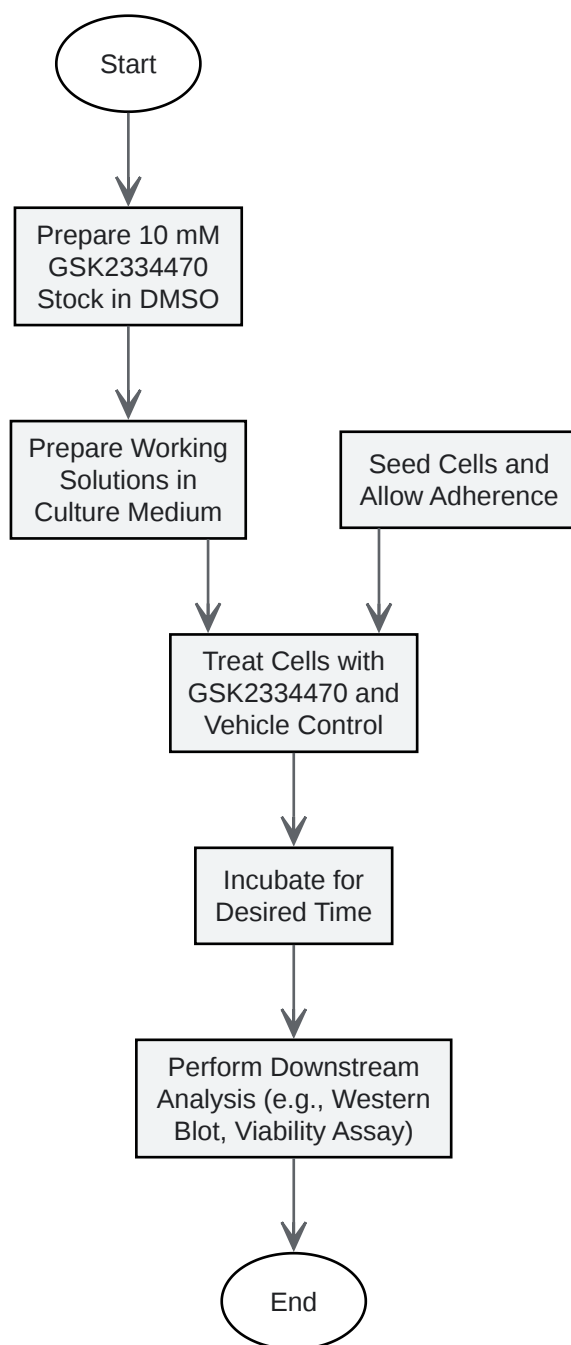 Start
Prepare 10 mM
GSK2334470
Stock in DMSO
Prepare Working
Solutions in
Culture Medium
Seed Cells and
Allow Adherence
Treat Cells with
GSK2334470 and
Vehicle Control
Incubate for
Desired Time
Perform Downstream
Analysis (e.g., Western
Blot, Viability Assay)
End